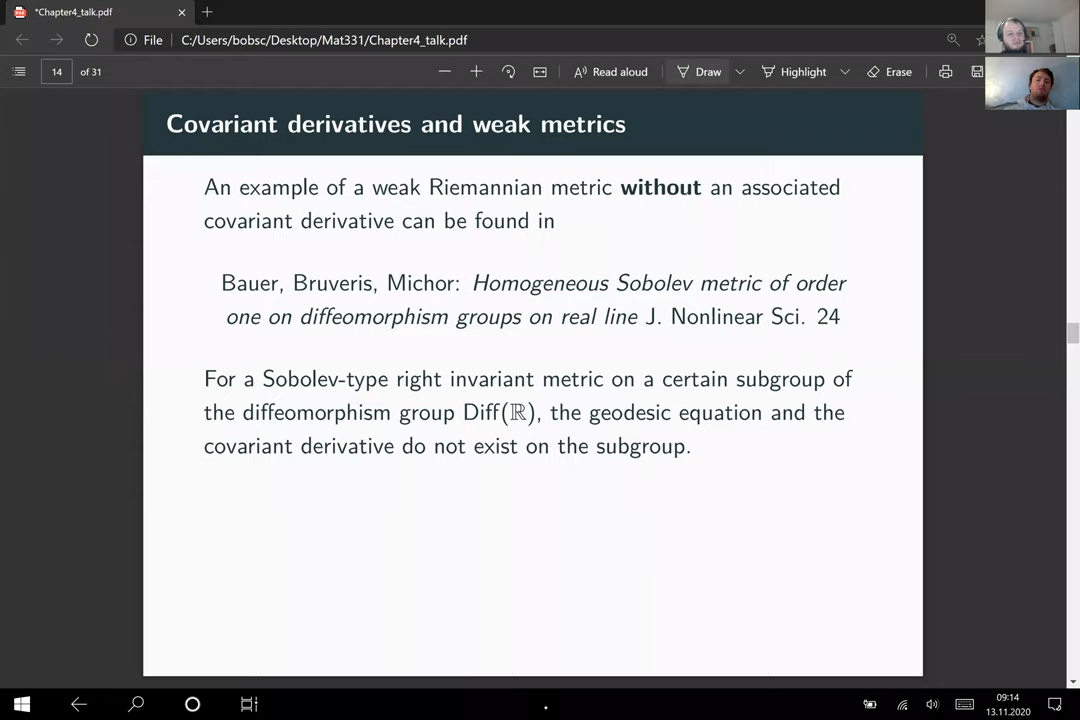 *Chapter4_talk.pdf
File C:/Users/bobsc/Desktop/Mat331/Chapter4_talk.pdf
14 of 31
Read aloud
Draw
Highlight
Erase
Covariant derivatives and weak metrics
An example of a weak Riemannian metric without an associated
covariant derivative can be found in
Bauer, Bruveris, Michor: Homogeneous Sobolev metric of order
one on diffeomorphism groups on real line J. Nonlinear Sci. 24
For a Sobolev-type right invariant metric on a certain subgroup of
the diffeomorphism group Diff(ℝ), the geodesic equation and the
covariant derivative do not exist on the subgroup.
09:14
13.11.2020